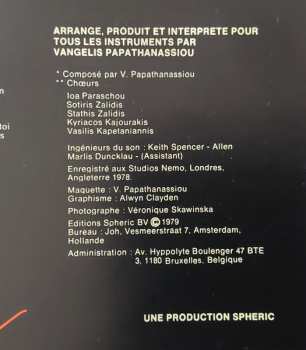 ARRANGE, PRODUIT ET INTERPRETE POUR
TOUS LES INSTRUMENTS PAR
VANGELIS PAPATHANASSIOU
* Composé par V. Papathanassiou
** Chœurs
Ioa Paraschou
Sotiris Zalidis
Stathis Zalidis
Kyriacos Kajourakis
Vasilis Kapetaniannis
Ingénieurs du son : Keith Spencer - Allen
Marlis Duncklau - (Assistant)
Enregistré aux Studios Nemo, Londres,
Angleterre 1978.
Maquette : V. Papathanassiou
Graphisme : Alwyn Clayden
Photographe : Véronique Skawinska
Editions Spheric BV © 1979
Bureau : Joh, Vesmeerstraat 7, Amsterdam,
Hollande
Administration : Av. Hyppolyte Boulenger 47 BTE
3, 1180 Bruxelles, Belgique
UNE PRODUCTION SPHERIC